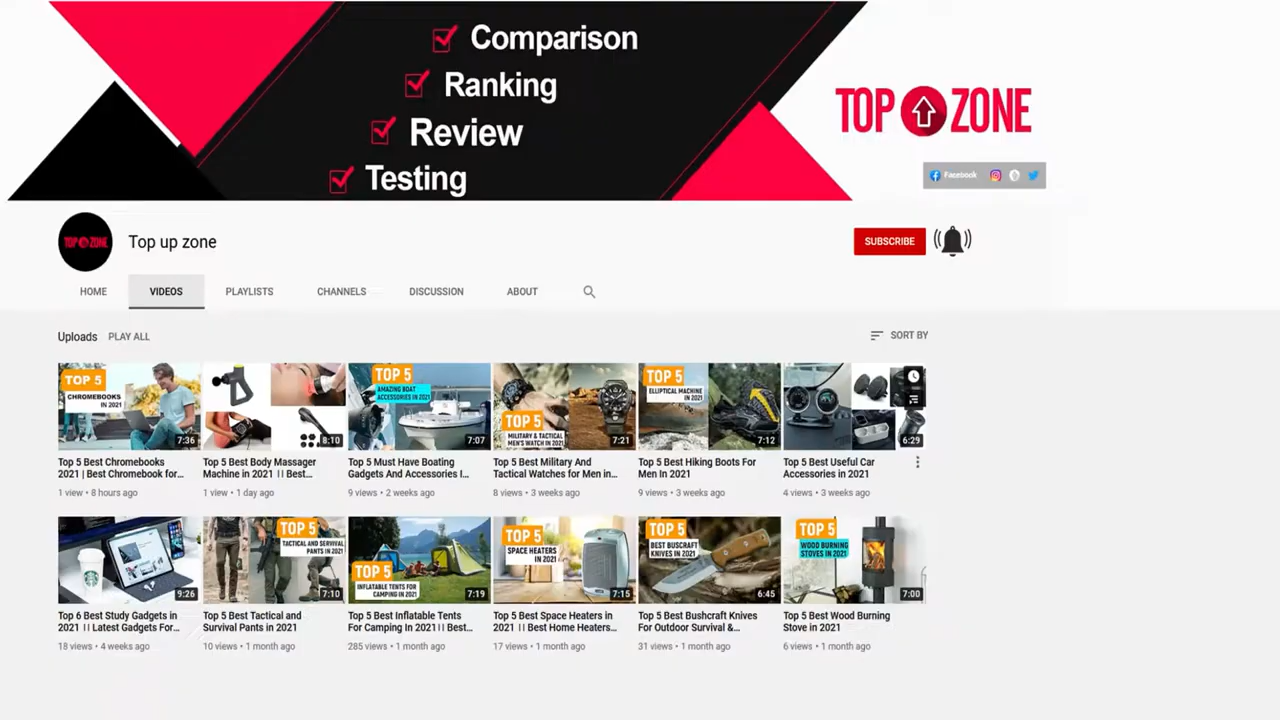 Comparison
Ranking
Review
Testing
TOP ZONE
Facebook
TOP ZONE
Top up zone
SUBSCRIBE
HOME VIDEOS PLAYLISTS CHANNELS DISCUSSION ABOUT
Uploads PLAY ALL SORT BY
TOP 5
CHROMEBOOKS
IN 2021
7:36
8:10
TOP 5
AMAZING BOAT
ACCESSORIES IN 2021
7:07
TOP 5
MILITARY & TACTICAL
MEN'S WATCH IN 2021
7:21
TOP 5
ELLIPTICAL MACHINE
IN 2021
7:12
6:29
Top 5 Best Chromebooks
2021 | Best Chromebook for...
1 view • 8 hours ago
Top 5 Best Body Massager
Machine in 2021 || Best...
1 view • 1 day ago
Top 5 Must Have Boating
Gadgets And Accessories I...
9 views • 2 weeks ago
Top 5 Best Military And
Tactical Watches for Men in...
8 views • 3 weeks ago
Top 5 Best Hiking Boots For
Men In 2021
9 views • 3 weeks ago
Top 5 Best Useful Car
Accessories in 2021
4 views • 3 weeks ago
9:26
TOP 5
TACTICAL AND SERVIVAL
PANTS IN 2021
7:10
TOP 5
INFLATABLE TENTS FOR
CAMPING IN 2021
7:19
TOP 5
SPACE HEATERS
IN 2021
7:15
TOP 5
BEST BUSCRAFT
KNIVES IN 2021
6:45
TOP 5
WOOD BURNING
STOVES IN 2021
7:00
Top 6 Best Study Gadgets in
2021 || Latest Gadgets For...
18 views • 4 weeks ago
Top 5 Best Tactical and
Survival Pants in 2021
10 views • 1 month ago
Top 5 Best Inflatable Tents
For Camping In 2021|| Best...
285 views • 1 month ago
Top 5 Best Space Heaters in
2021 || Best Home Heaters...
17 views • 1 month ago
Top 5 Best Bushcraft Knives
For Outdoor Survival &...
31 views • 1 month ago
Top 5 Best Wood Burning
Stove in 2021
6 views • 1 month ago